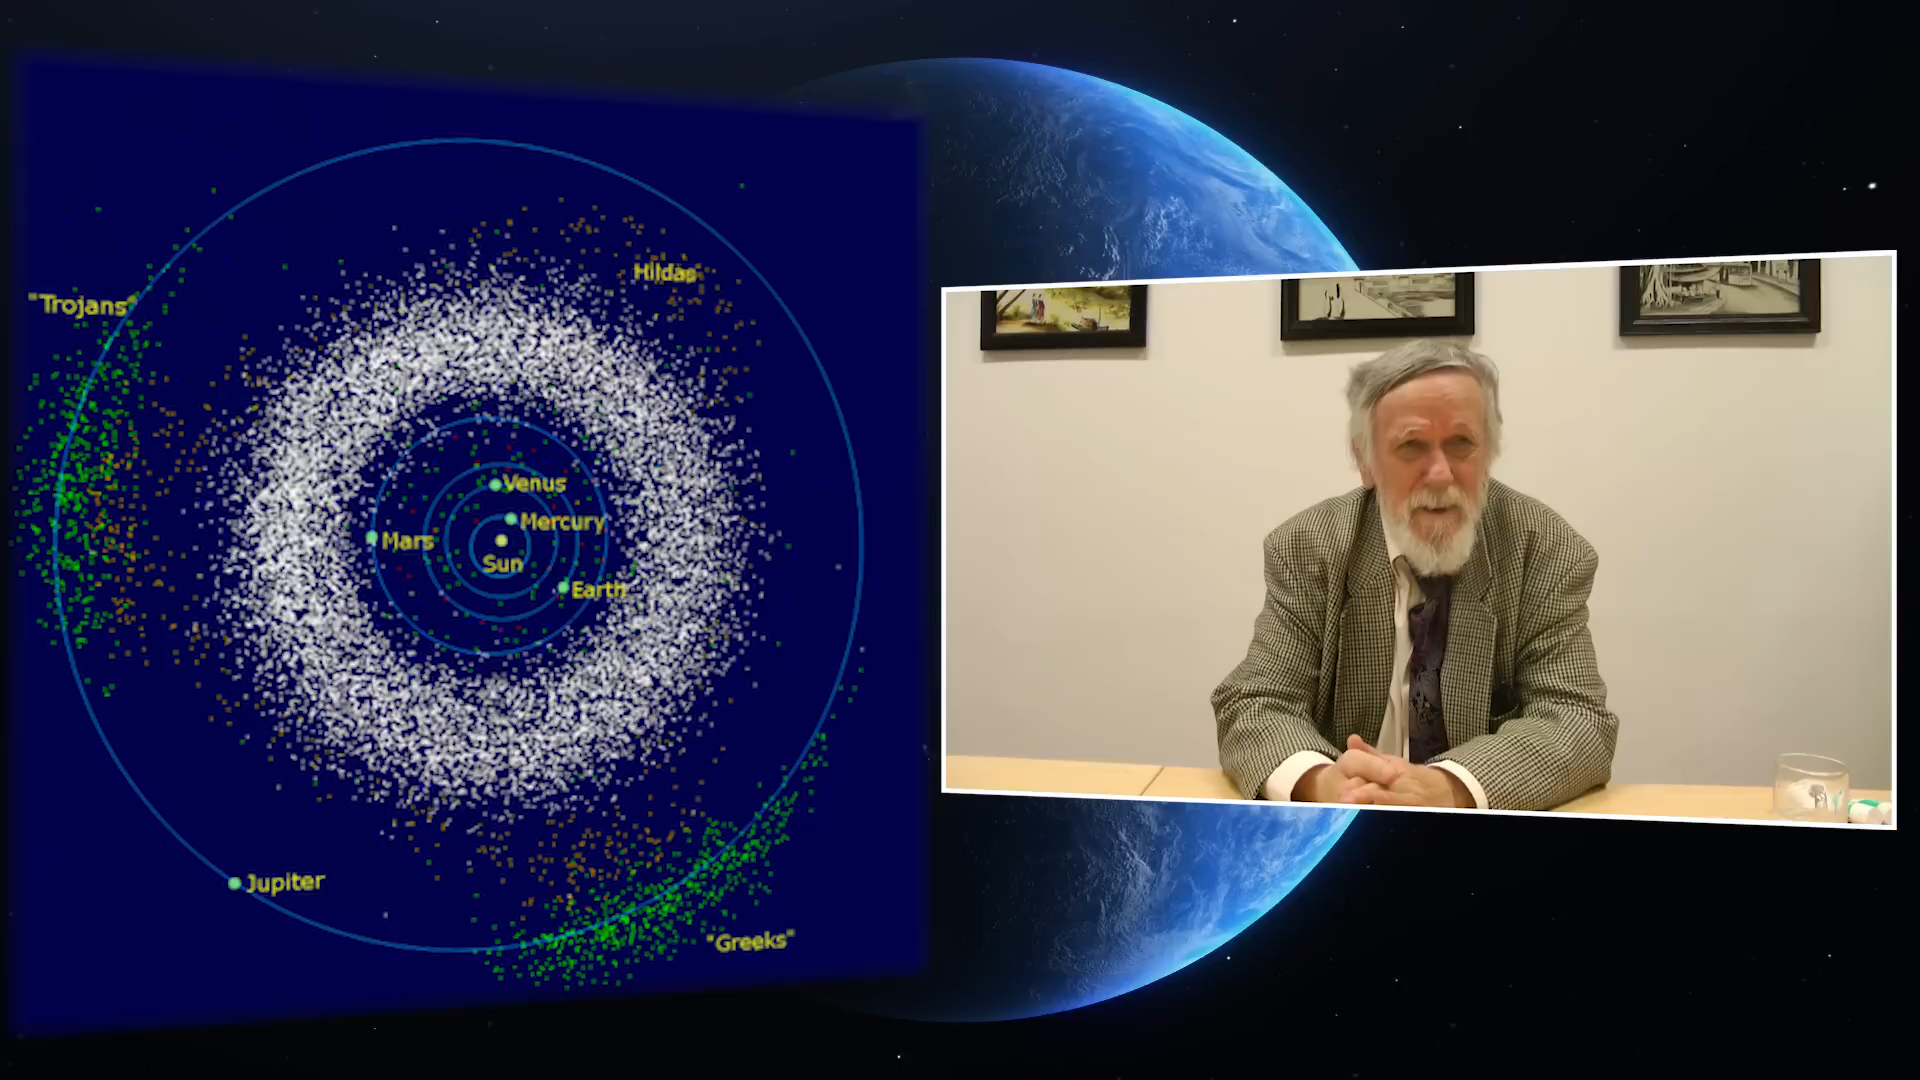 Hildas
"Trojans"
Venus
Mercury
Mars
Sun
Earth
Jupiter
"Greeks"